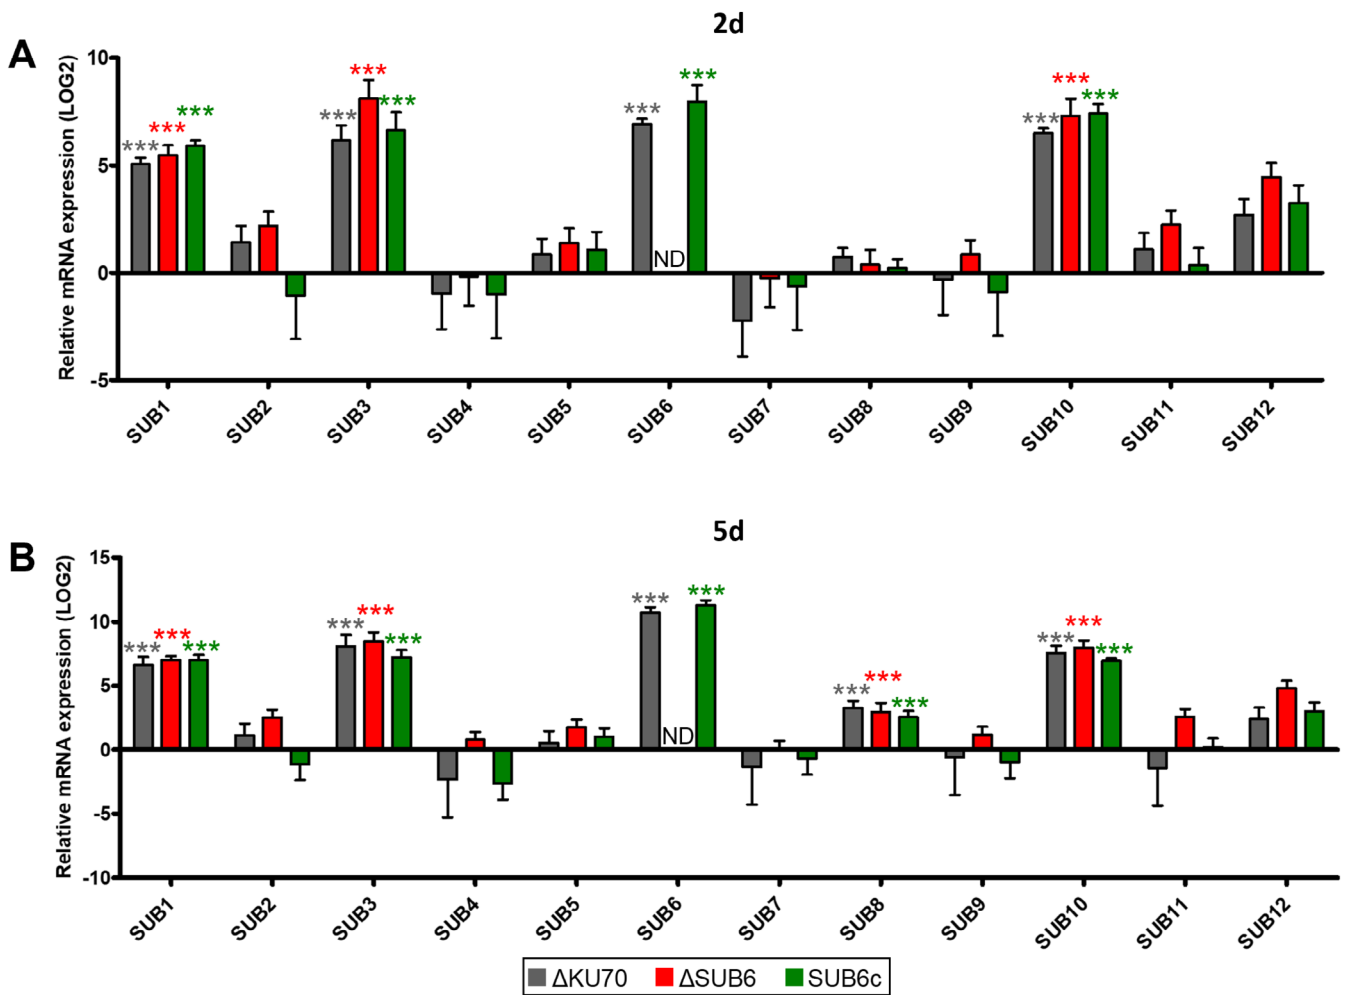 2d
A
Relative mRNA expression (LOG2)
10
5
0
-5
*** *** ***
*** *** ***
*** ND ***
*** *** ***
SUB1 SUB2 SUB3 SUB4 SUB5 SUB6 SUB7 SUB8 SUB9 SUB10 SUB11 SUB12
5d
B
Relative mRNA expression (LOG2)
15
10
5
0
-5
-10
*** *** ***
*** *** ***
*** ND ***
*** *** ***
*** *** ***
SUB1 SUB2 SUB3 SUB4 SUB5 SUB6 SUB7 SUB8 SUB9 SUB10 SUB11 SUB12
ΔKU70 ΔSUB6 SUB6c